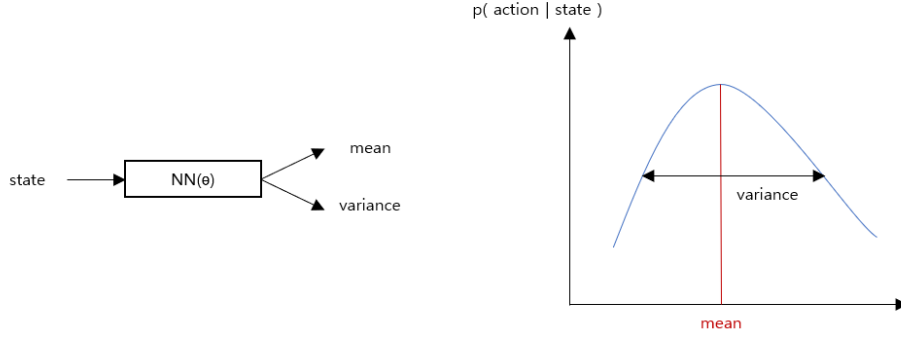 p( action | state )
mean
state
NN(θ)
variance
variance
mean